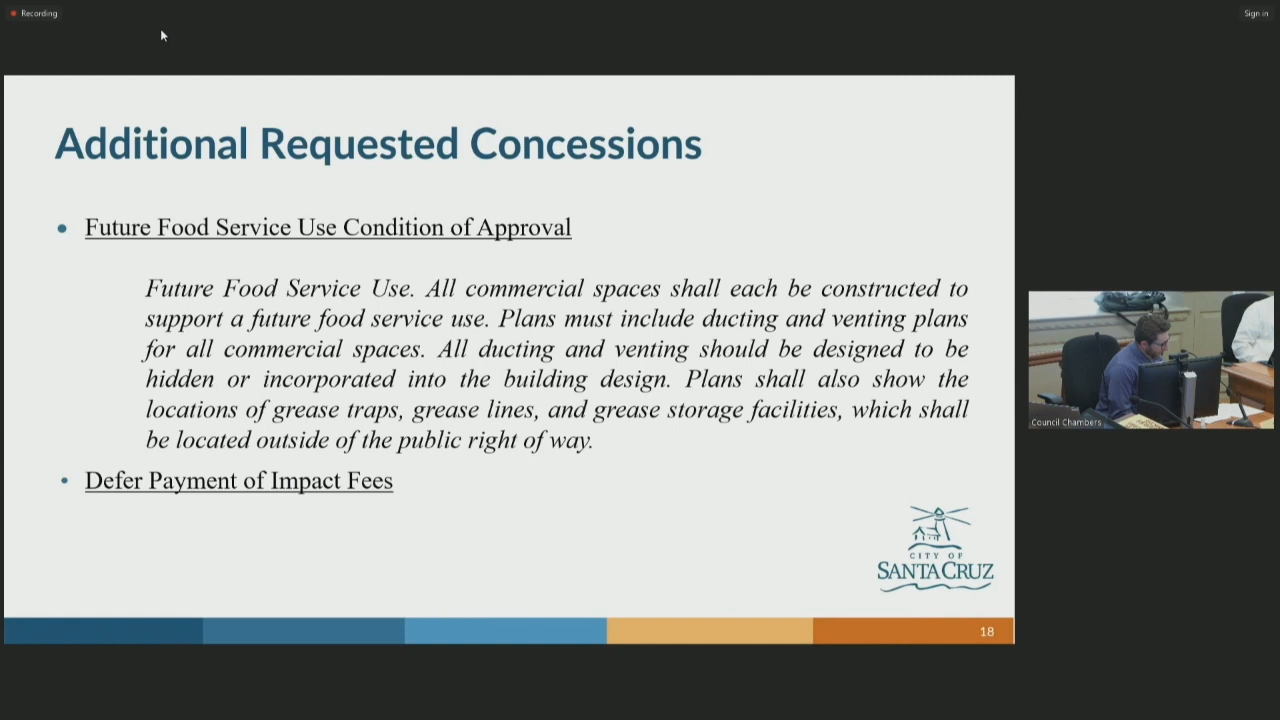 Recording
Sign in
Additional Requested Concessions
• Future Food Service Use Condition of Approval
Future Food Service Use. All commercial spaces shall each be constructed to
support a future food service use. Plans must include ducting and venting plans
for all commercial spaces. All ducting and venting should be designed to be
hidden or incorporated into the building design. Plans shall also show the
locations of grease traps, grease lines, and grease storage facilities, which shall
be located outside of the public right of way.
• Defer Payment of Impact Fees
Council Chambers
CITY OF
SANTA CRUZ
18